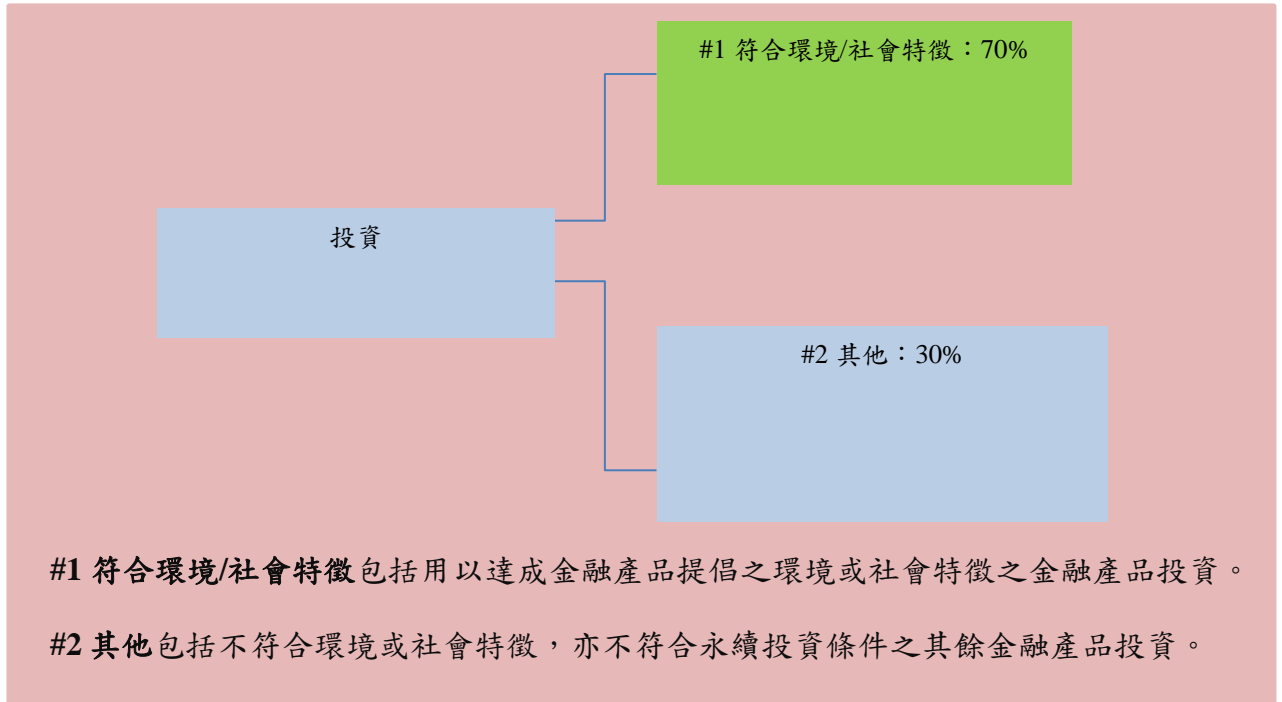 #1 符合環境/社會特徵：70%
投資
#2 其他：30%
#1 符合環境/社會特徵包括用以達成金融產品提倡之環境或社會特徵之金融產品投資。
#2 其他包括不符合環境或社會特徵，亦不符合永續投資條件之其餘金融產品投資。